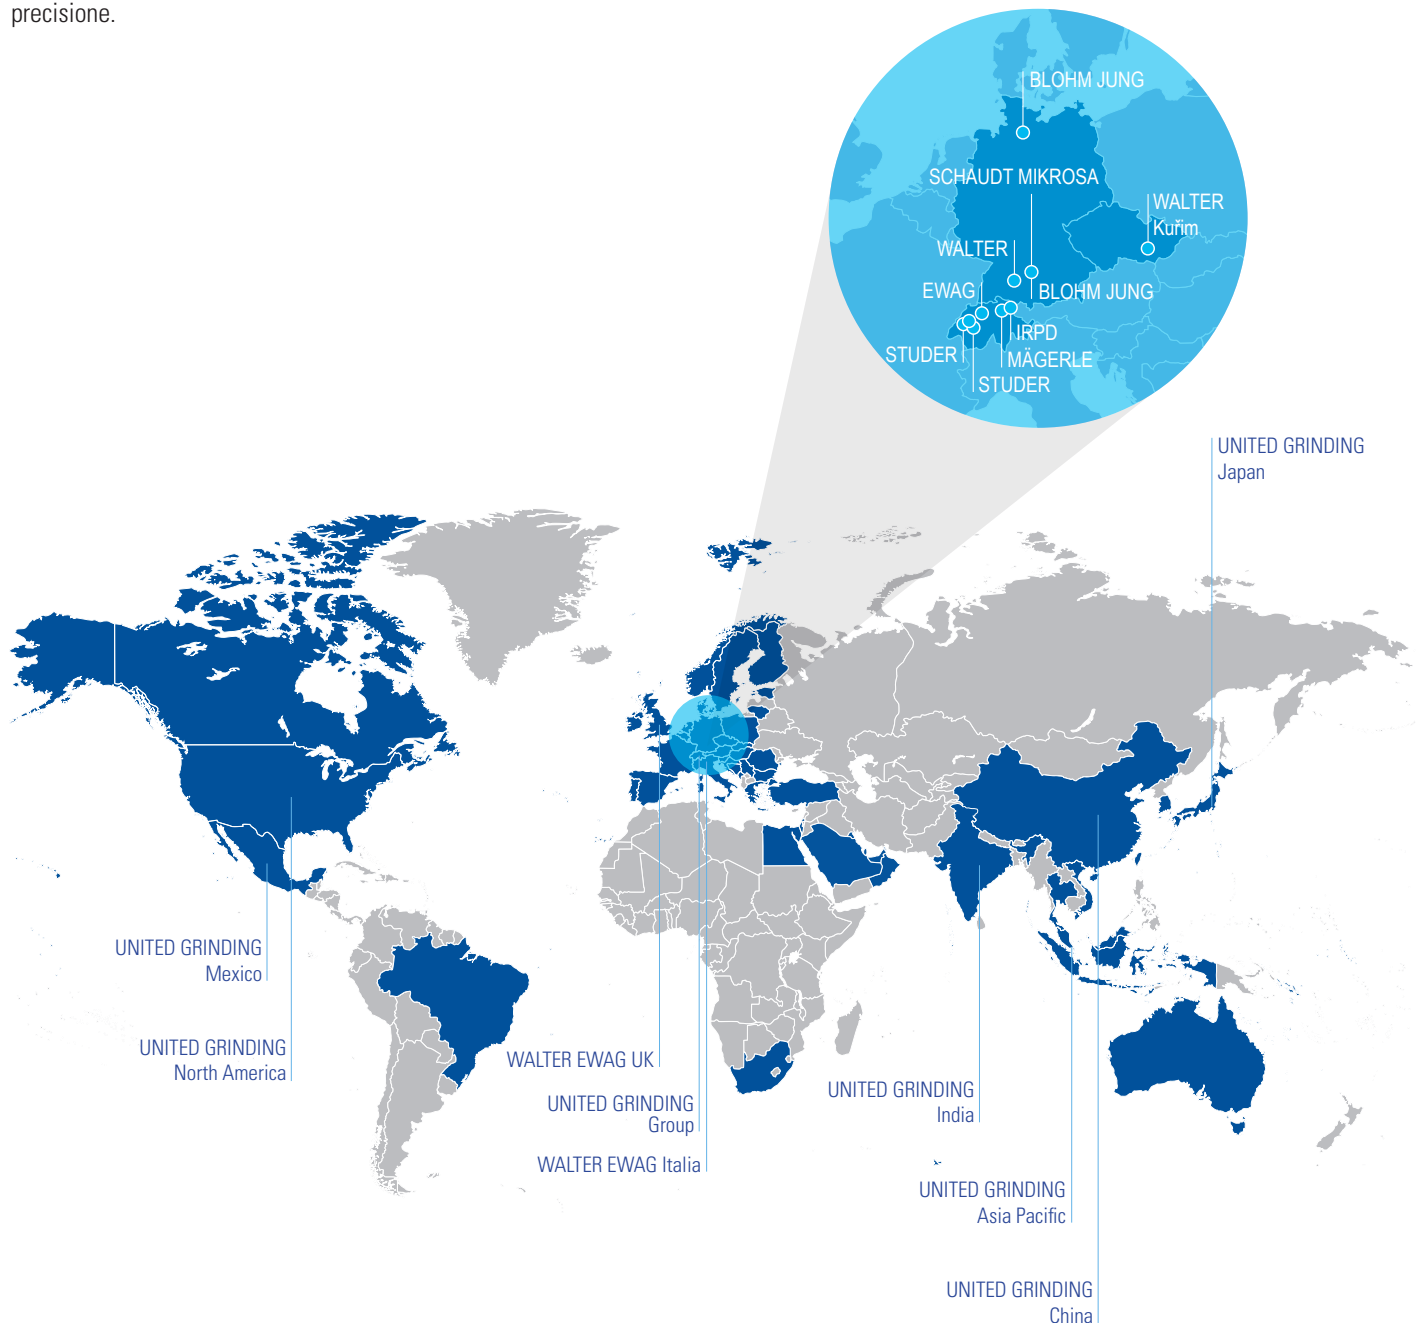 precisione.
BLOHM JUNG
SCHAUDT MIKROSA
WALTER
Kuřim
WALTER
EWAG
BLOHM JUNG
IRPD
STUDER
MÄGERLE
STUDER
UNITED GRINDING
Japan
UNITED GRINDING
Mexico
UNITED GRINDING
North America
WALTER EWAG UK
UNITED GRINDING
Group
WALTER EWAG Italia
UNITED GRINDING
India
UNITED GRINDING
Asia Pacific
UNITED GRINDING
China